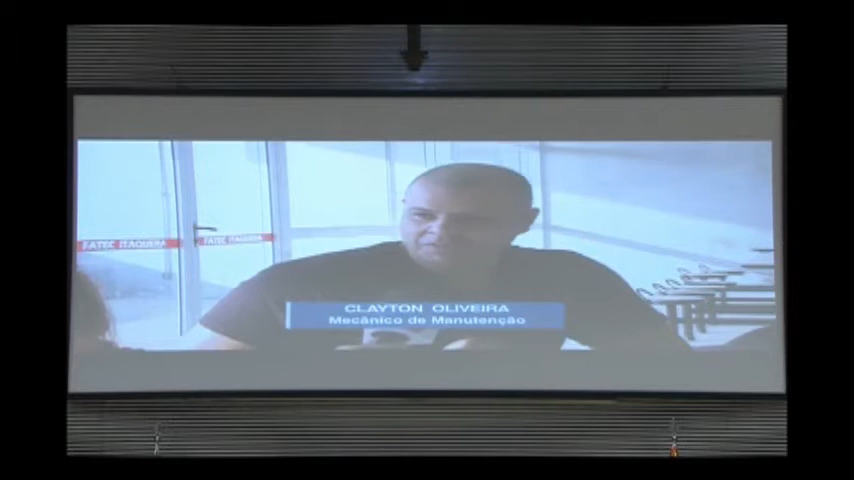 FATEC ITAQUERA
FATEC ITAQUERA
CLAYTON OLIVEIRA
Mecânico de Manutenção